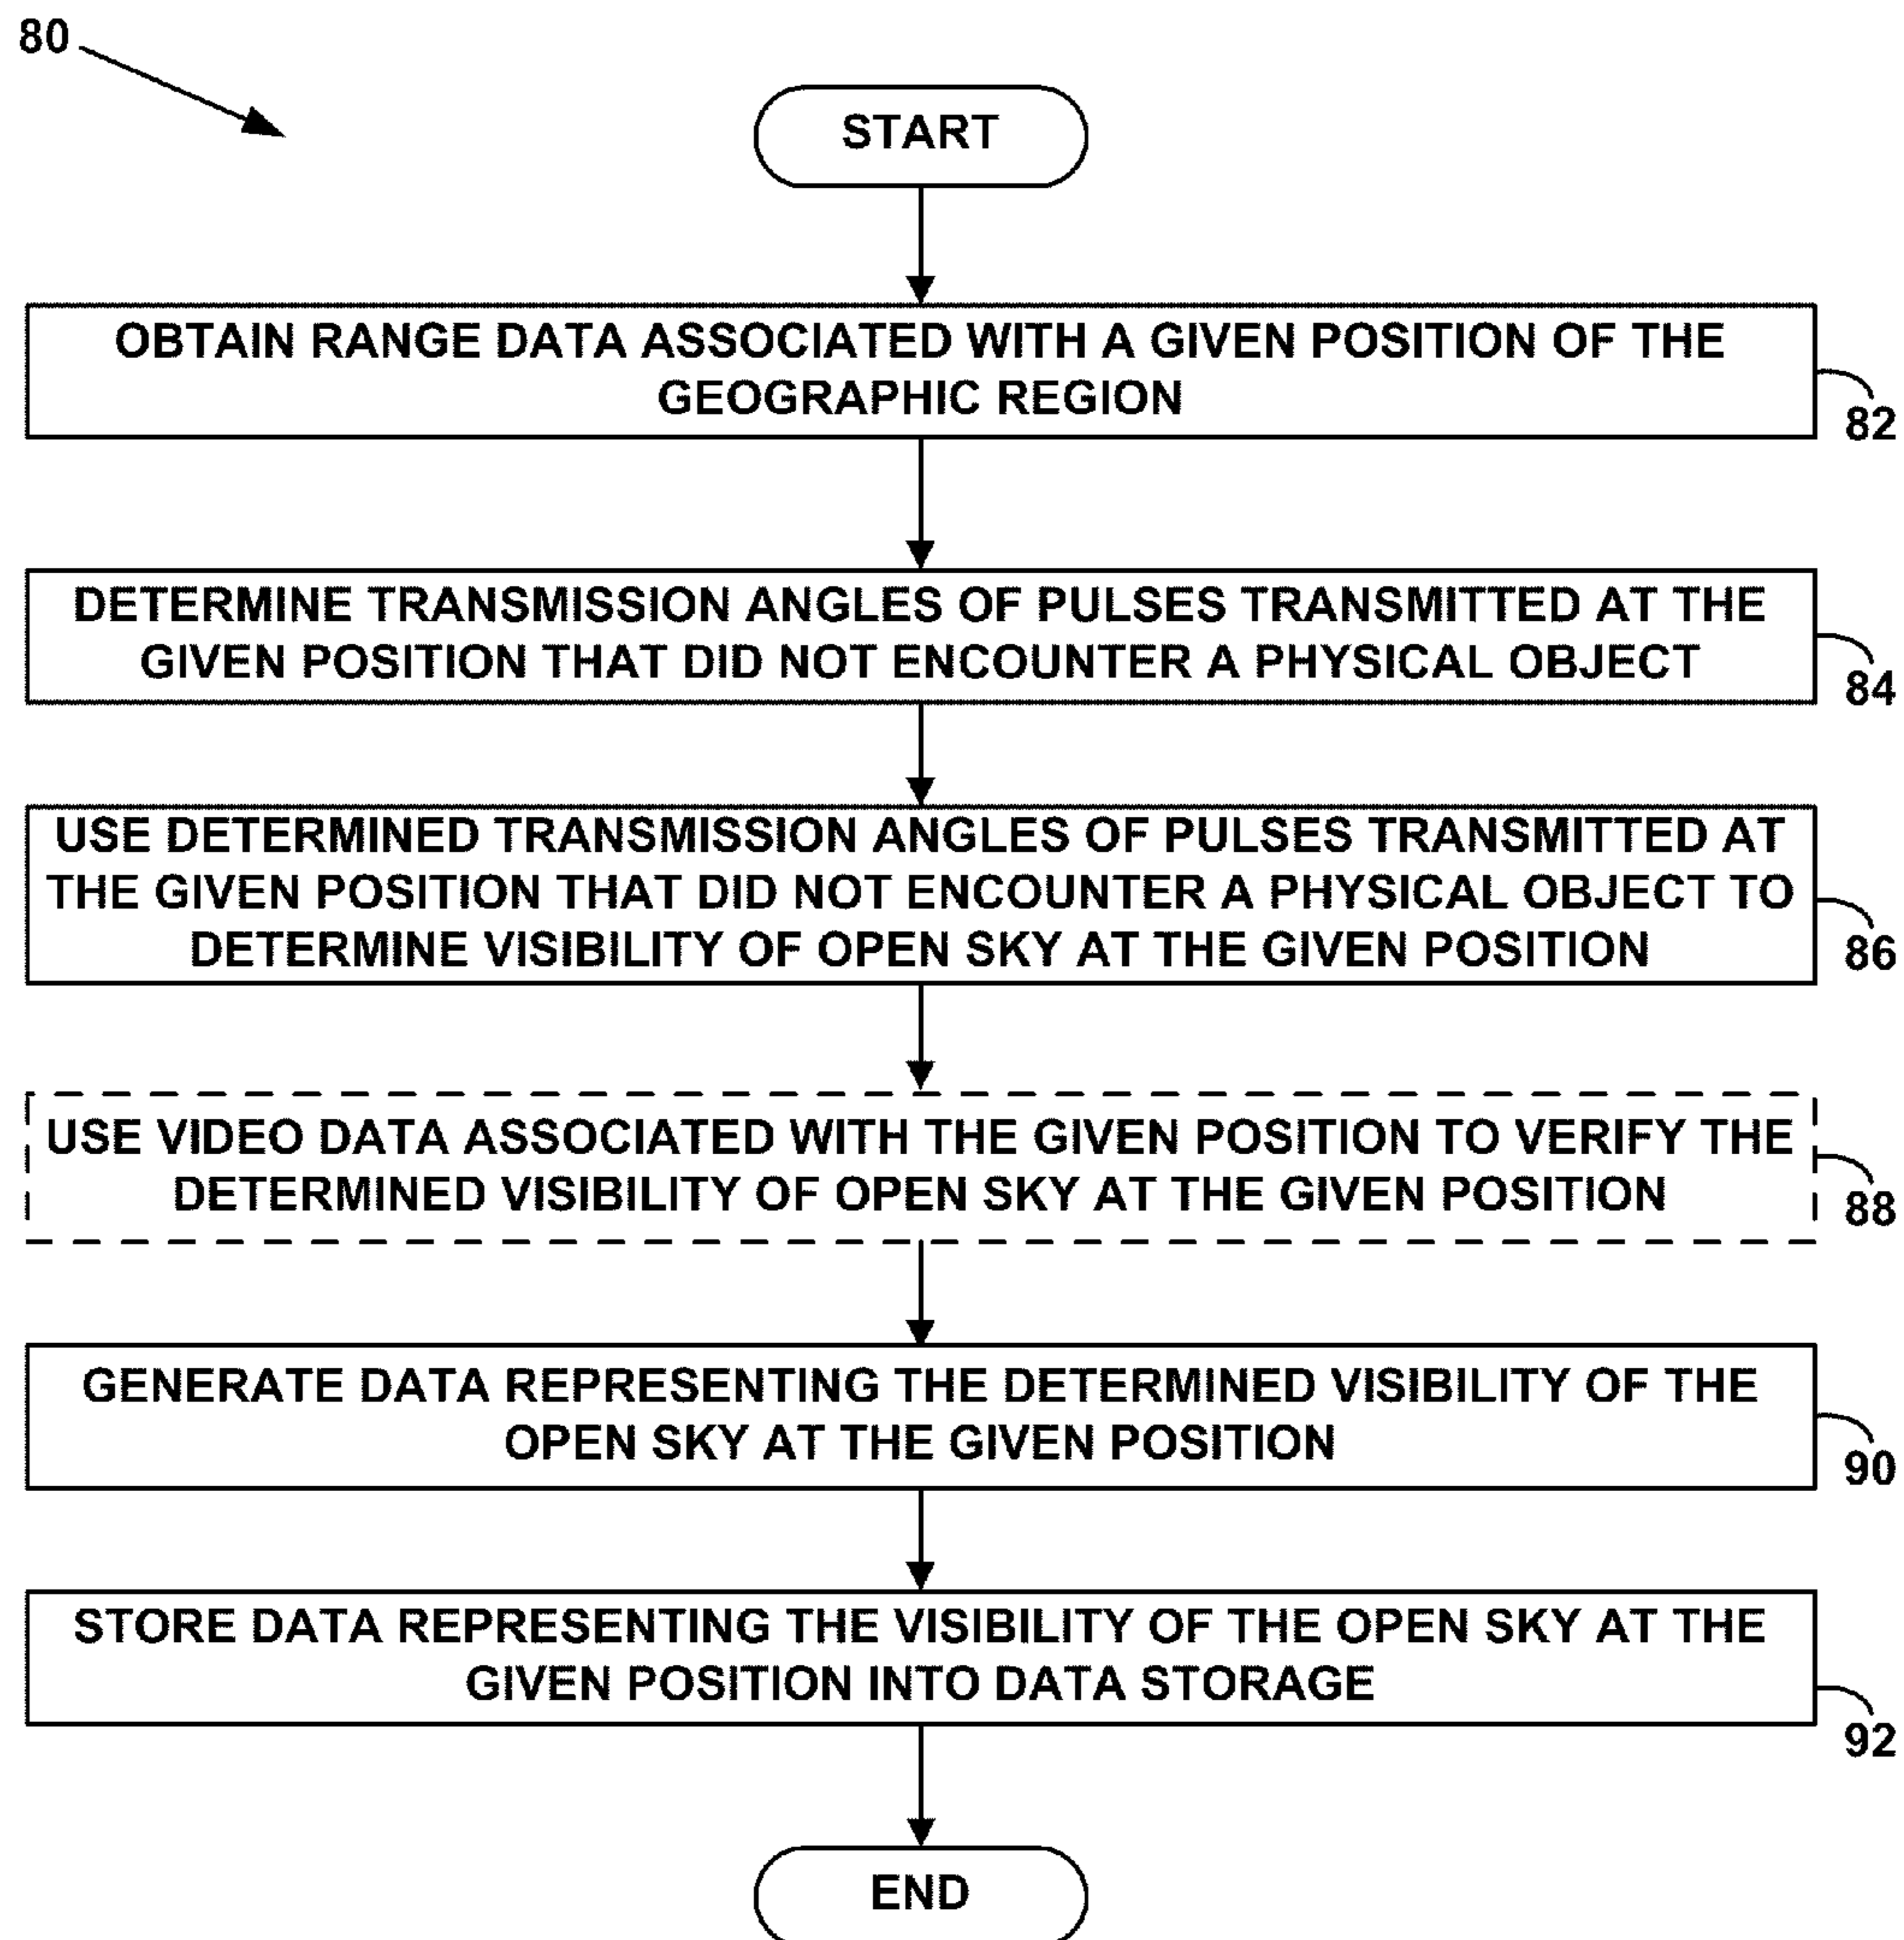 80
START
OBTAIN RANGE DATA ASSOCIATED WITH A GIVEN POSITION OF THE
GEOGRAPHIC REGION
82
DETERMINE TRANSMISSION ANGLES OF PULSES TRANSMITTED AT THE
GIVEN POSITION THAT DID NOT ENCOUNTER A PHYSICAL OBJECT
84
USE DETERMINED TRANSMISSION ANGLES OF PULSES TRANSMITTED AT
THE GIVEN POSITION THAT DID NOT ENCOUNTER A PHYSICAL OBJECT TO
DETERMINE VISIBILITY OF OPEN SKY AT THE GIVEN POSITION
86
USE VIDEO DATA ASSOCIATED WITH THE GIVEN POSITION TO VERIFY THE
DETERMINED VISIBILITY OF OPEN SKY AT THE GIVEN POSITION
88
GENERATE DATA REPRESENTING THE DETERMINED VISIBILITY OF THE
OPEN SKY AT THE GIVEN POSITION
90
STORE DATA REPRESENTING THE VISIBILITY OF THE OPEN SKY AT THE
GIVEN POSITION INTO DATA STORAGE
92
END